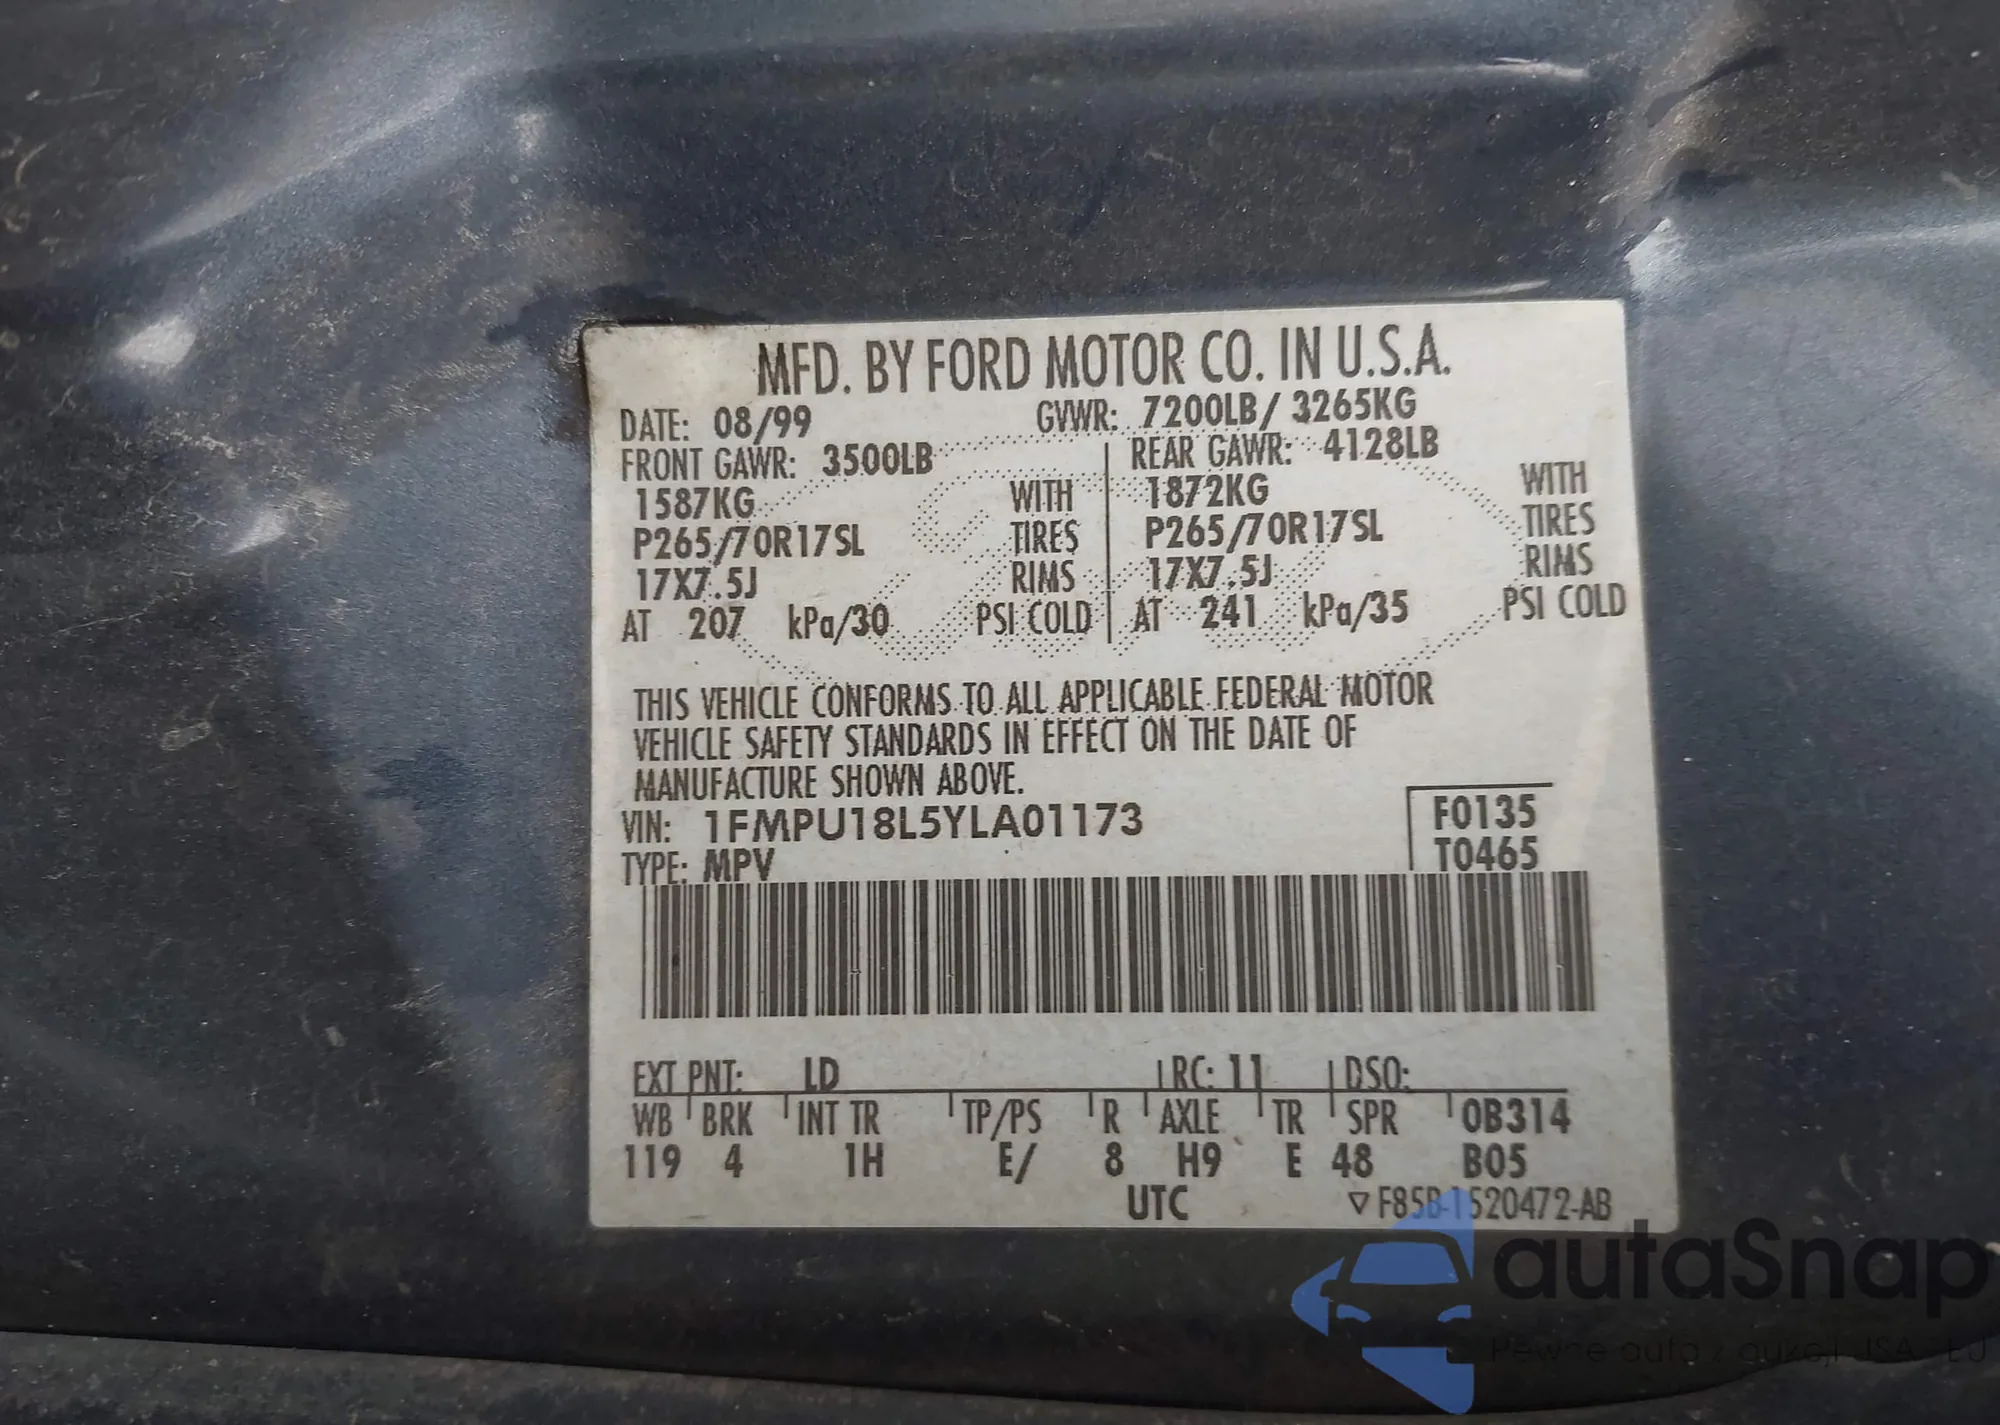 MFD. BY FORD MOTOR CO. IN U.S.A.
DATE: 08/99 GVWR: 7200LB/ 3265KG
FRONT GAWR: 3500LB REAR GAWR: 4128LB
1587KG WITH 1872KG WITH
P265/70R17SL TIRES P265/70R17SL TIRES
17X7.5J RIMS 17X7.5J RIMS
AT 207 kPa/30 PSI COLD AT 241 kPa/35 PSI COLD
THIS VEHICLE CONFORMS TO ALL APPLICABLE FEDERAL MOTOR
VEHICLE SAFETY STANDARDS IN EFFECT ON THE DATE OF
MANUFACTURE SHOWN ABOVE.
VIN: 1FMPU18L5YLA01173 F0135
TYPE: MPV T0465
EXT PNT: LD RC: 11 DSO:
WB BRK INT TR TP/PS R AXLE TR SPR 0B314
119 4 1H E/ 8 H9 E 48 B05
UTC ▽ F85B-1520472-AB
autoSnap
Pewne auto z aukcji USA